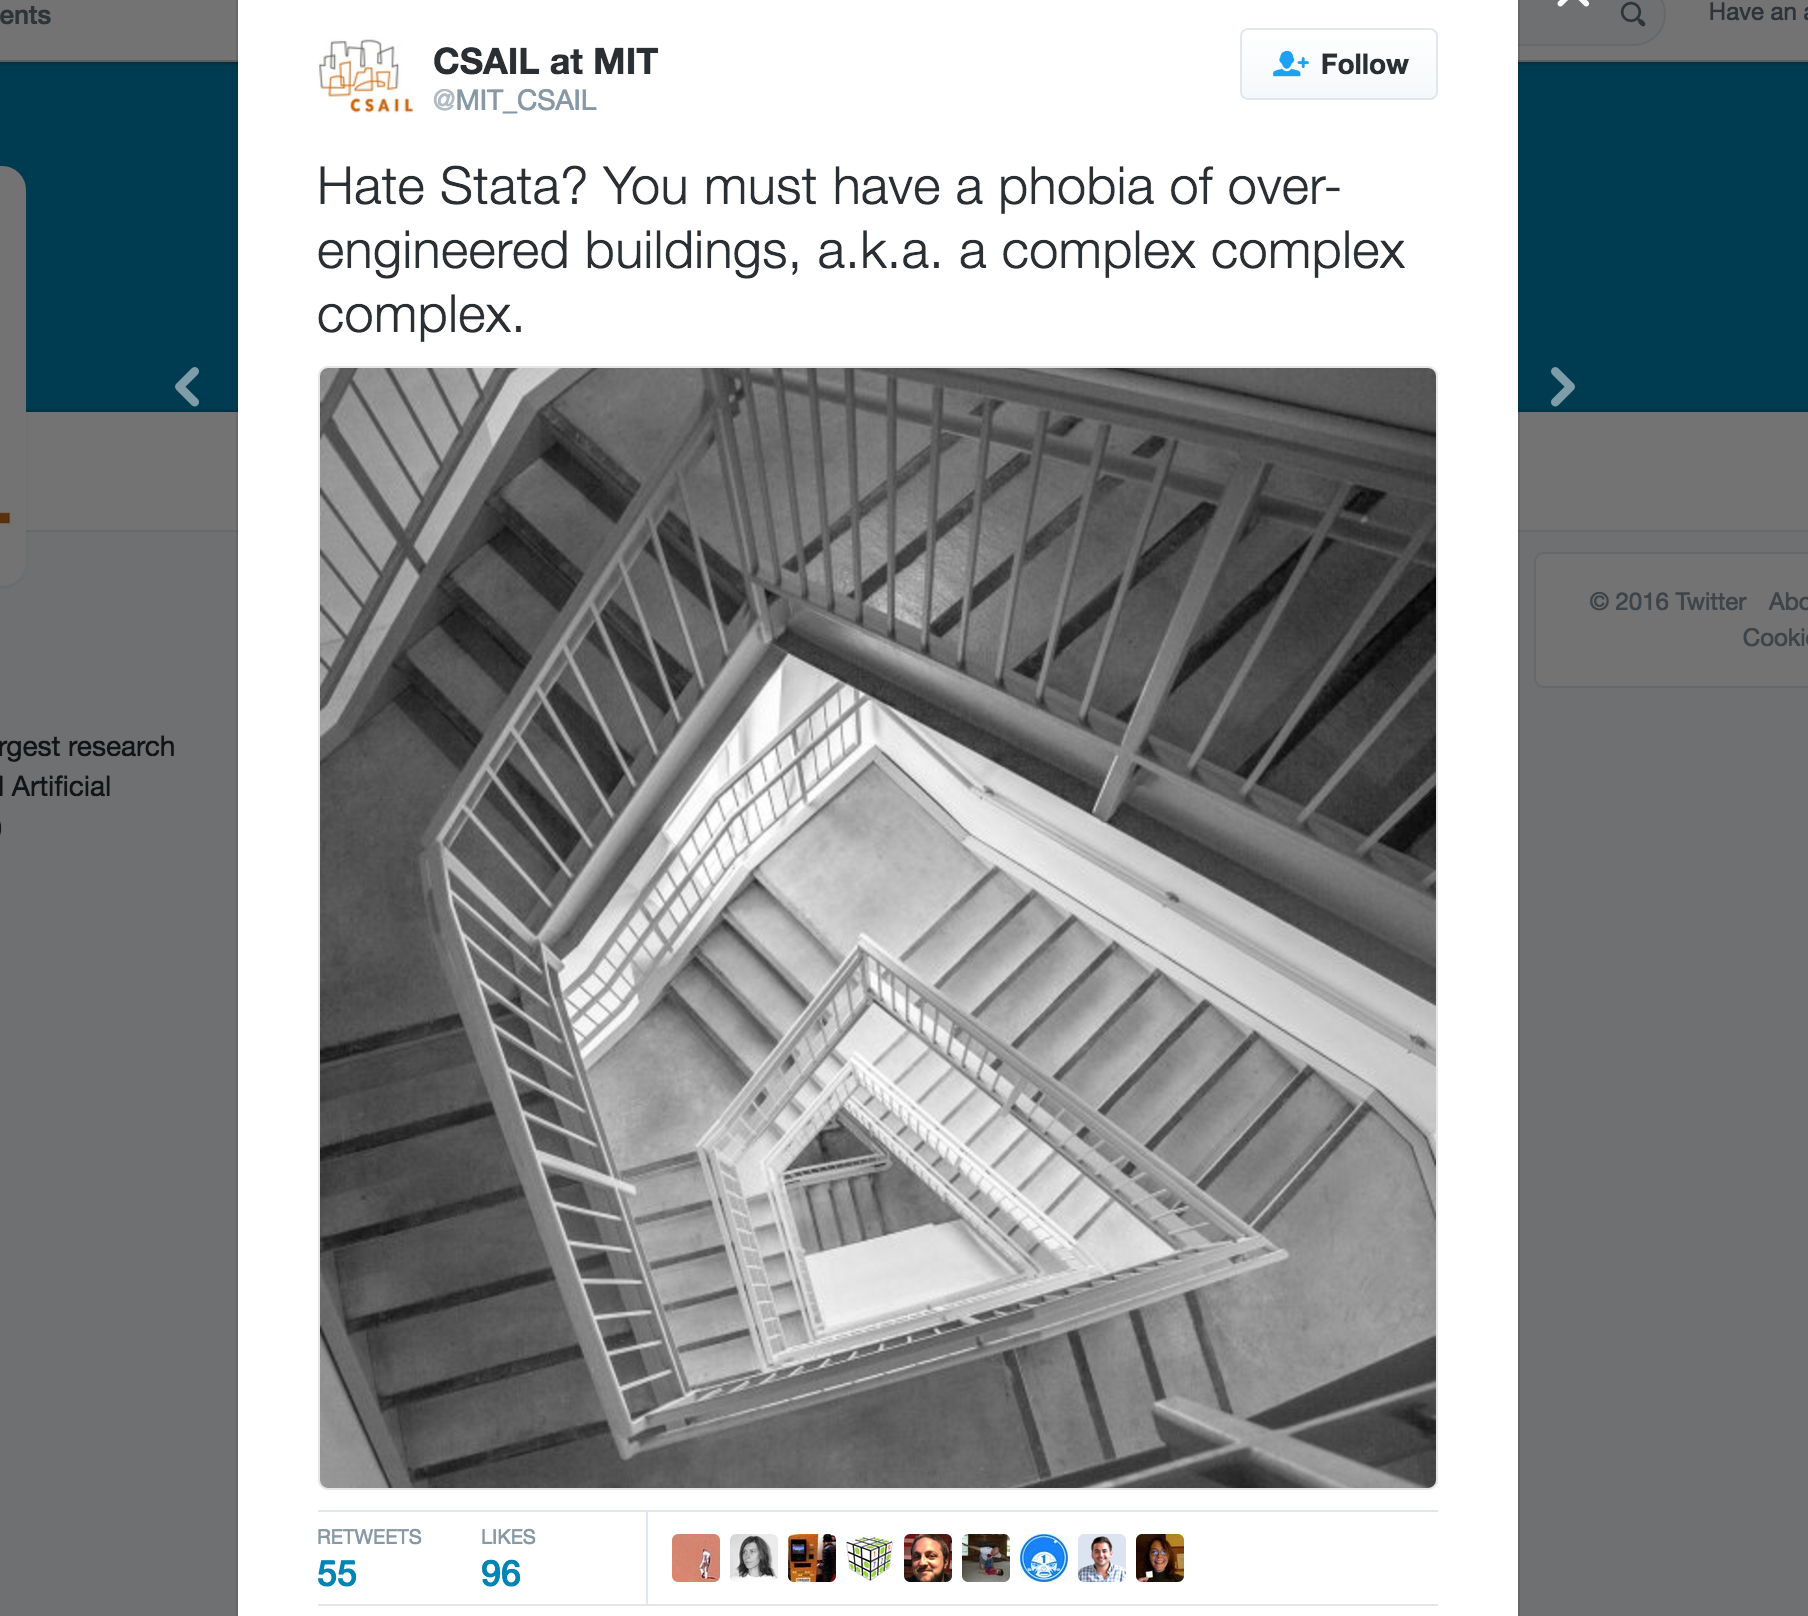 ents
Have an a
CSAIL
CSAIL at MIT
@MIT_CSAIL
Follow
Hate Stata? You must have a phobia of over-
engineered buildings, a.k.a. a complex complex
complex.
© 2016 Twitter Abo
Cooki
rgest research
l Artificial
)
RETWEETS LIKES
55 96